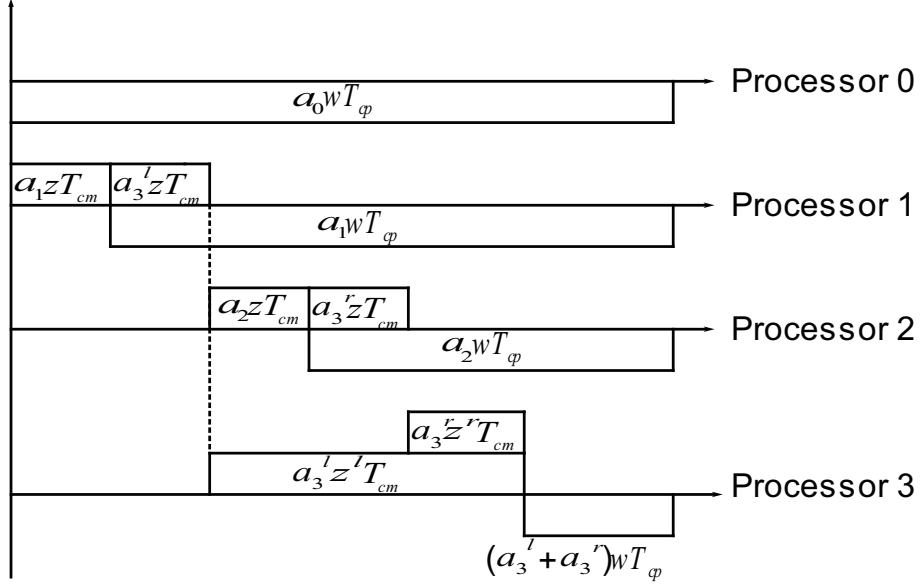 Processor 0
a₀wT_cp
a₁zT_cm a₃ˡzT_cm
Processor 1
a₁wT_cp
a₂zT_cm a₃ʳzT_cm
Processor 2
a₂wT_cp
a₃ʳzʳT_cm
a₃ˡzˡT_cm
Processor 3
(a₃ˡ+a₃ʳ)wT_cp